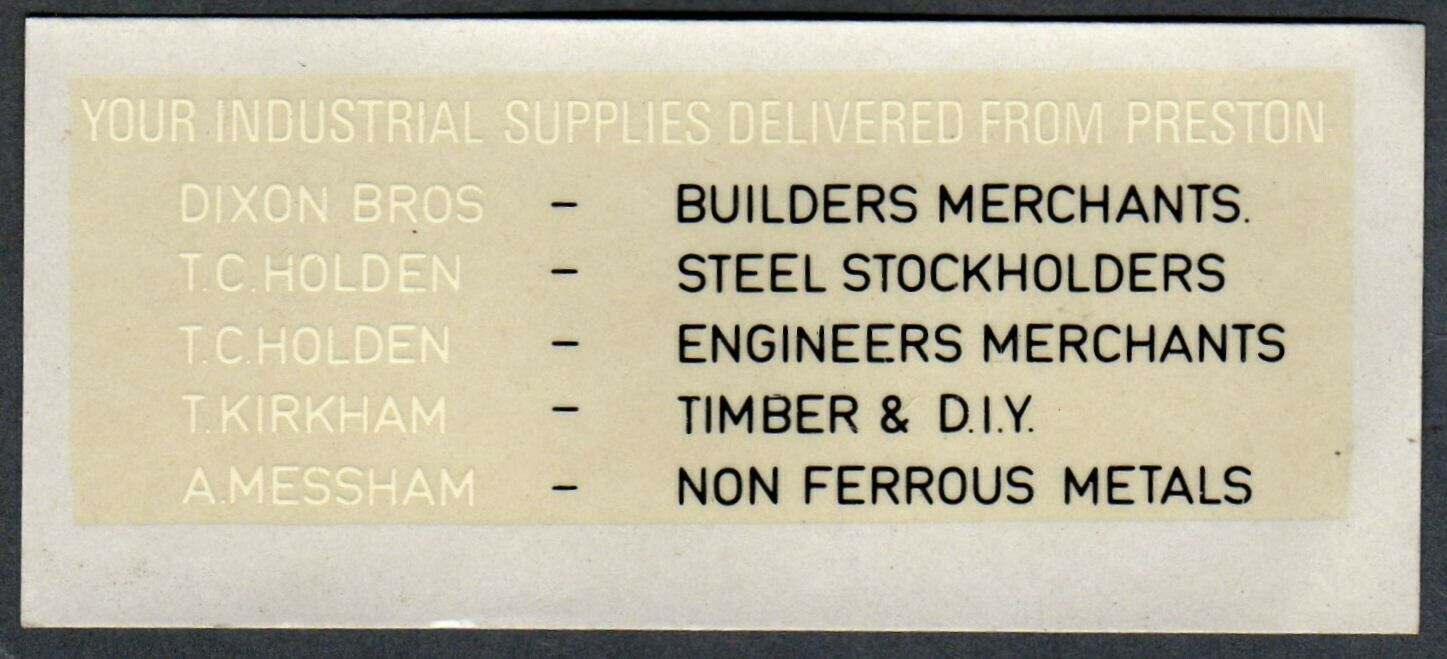 YOUR INDUSTRIAL SUPPLIES DELIVERED FROM PRESTON
DIXON BROS - BUILDERS MERCHANTS.
T.C.HOLDEN - STEEL STOCKHOLDERS
T.C.HOLDEN - ENGINEERS MERCHANTS
T.KIRKHAM - TIMBER & D.I.Y.
A.MESSHAM - NON FERROUS METALS